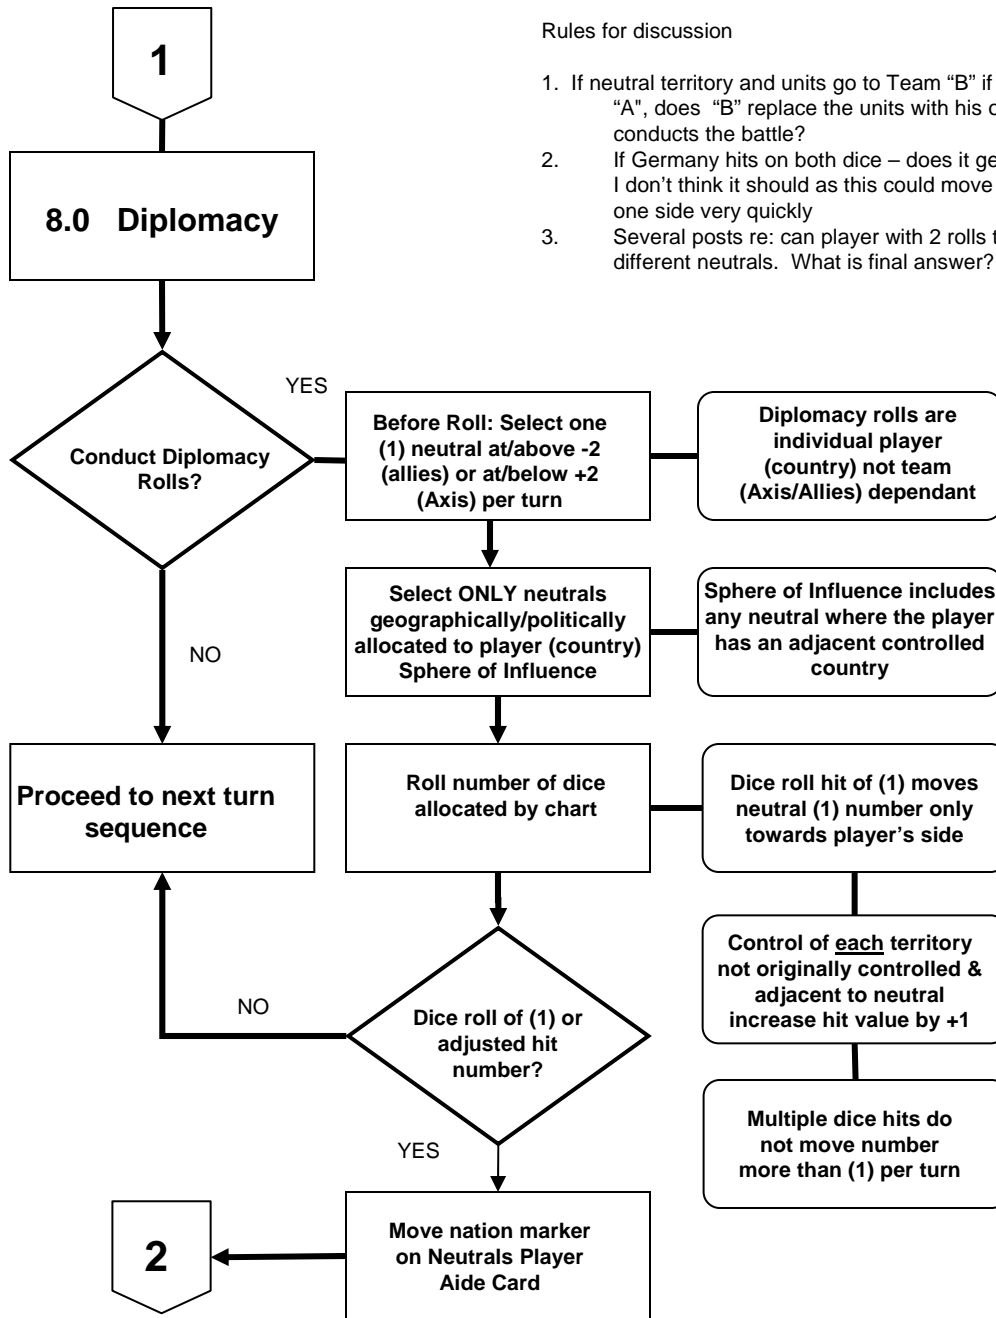 1
Rules for discussion
1. If neutral territory and units go to Team “B” if
“A", does “B” replace the units with his
conducts the battle?
2. If Germany hits on both dice – does it
I don’t think it should as this could move
one side very quickly
3. Several posts re: can player with 2 rolls
different neutrals. What is final answer?
8.0 Diplomacy
Conduct Diplomacy
Rolls?
YES
Before Roll: Select one
(1) neutral at/above -2
(allies) or at/below +2
(Axis) per turn
Diplomacy rolls are
individual player
(country) not team
(Axis/Allies) dependant
NO
Select ONLY neutrals
geographically/politically
allocated to player (country)
Sphere of Influence
Sphere of Influence includes
any neutral where the player
has an adjacent controlled
country
Proceed to next turn
sequence
Roll number of dice
allocated by chart
Dice roll hit of (1) moves
neutral (1) number only
towards player’s side
Control of each territory
not originally controlled &
adjacent to neutral
increase hit value by +1
NO
Dice roll of (1) or
adjusted hit
number?
Multiple dice hits do
not move number
more than (1) per turn
YES
Move nation marker
on Neutrals Player
Aide Card
2